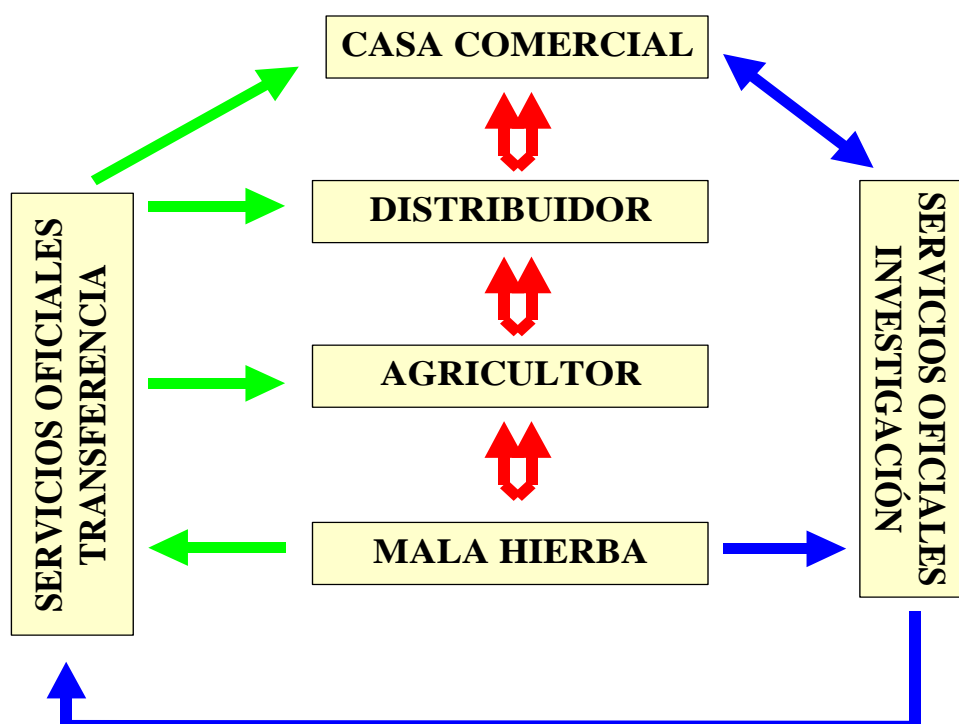 CASA COMERCIAL
DISTRIBUIDOR
AGRICULTOR
MALA HIERBA
SERVICIOS OFICIALES
TRANSFERENCIA
SERVICIOS OFICIALES
INVESTIGACIÓN